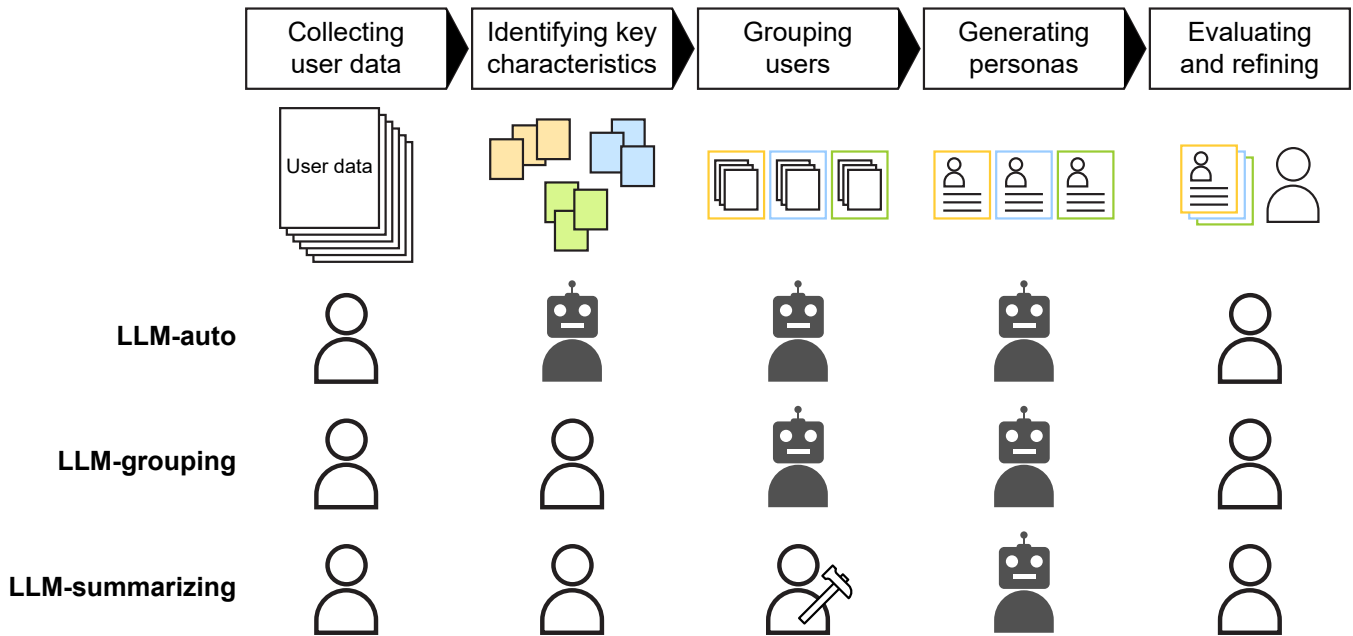 Collecting
user data
Identifying key
characteristics
Grouping
users
Generating
personas
Evaluating
and refining
User data
LLM-auto
LLM-grouping
LLM-summarizing